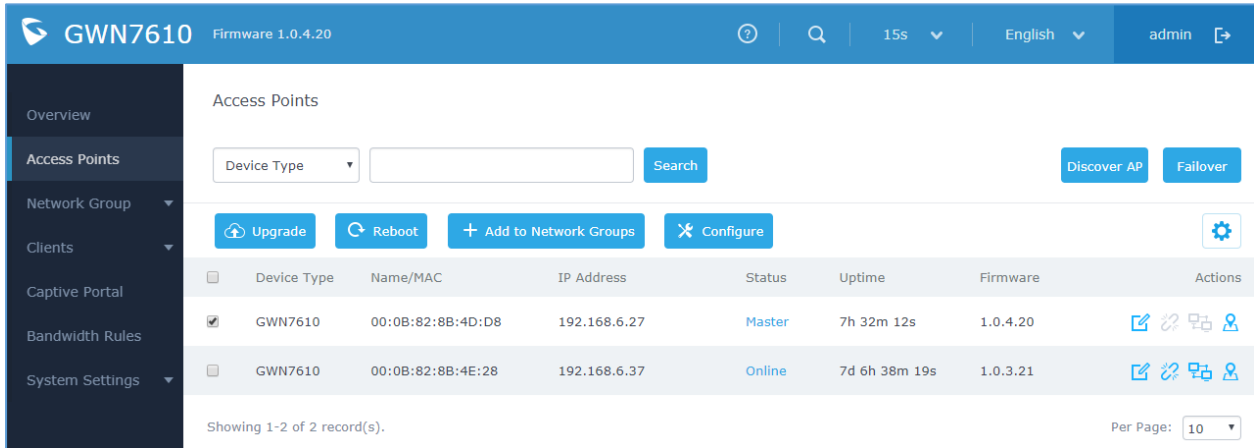 GWN7610 Firmware 1.0.4.20 15s English admin
Overview
Access Points
Network Group
Clients
Captive Portal
Bandwidth Rules
System Settings
Access Points
Device Type Search Discover AP Failover
Upgrade Reboot Add to Network Groups Configure
Device Type Name/MAC IP Address Status Uptime Firmware Actions
GWN7610 00:0B:82:8B:4D:D8 192.168.6.27 Master 7h 32m 12s 1.0.4.20
GWN7610 00:0B:82:8B:4E:28 192.168.6.37 Online 7d 6h 38m 19s 1.0.3.21
Showing 1-2 of 2 record(s). Per Page: 10